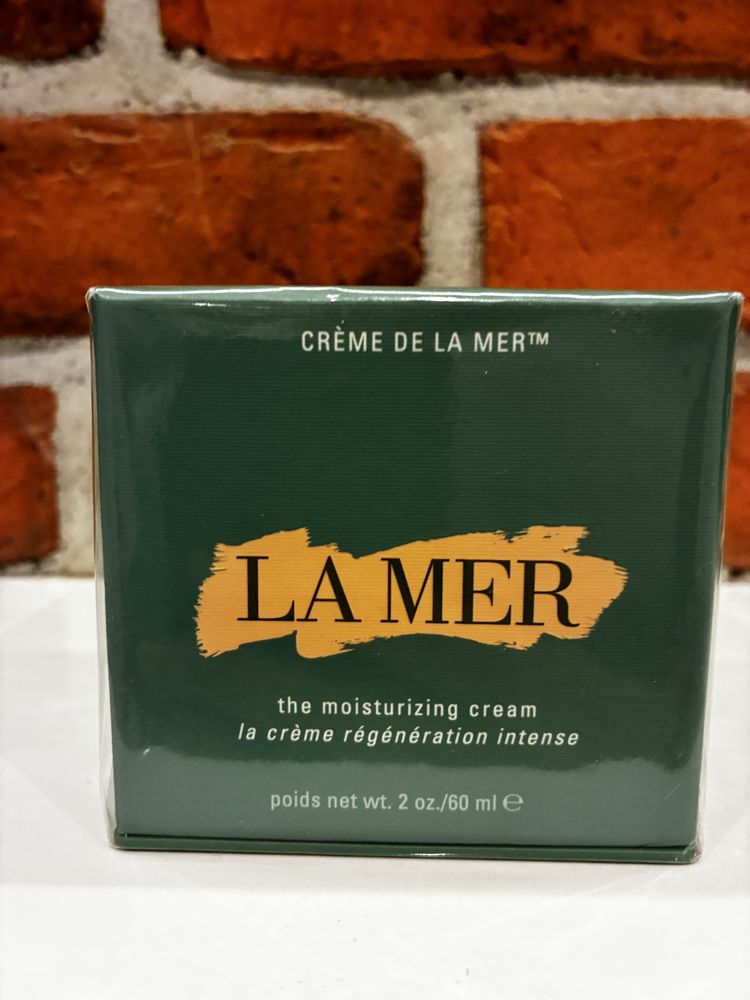 CRÈME DE LA MER™
LA MER
the moisturizing cream
la crème régénération intense
poids net wt. 2 oz./60 ml ℮